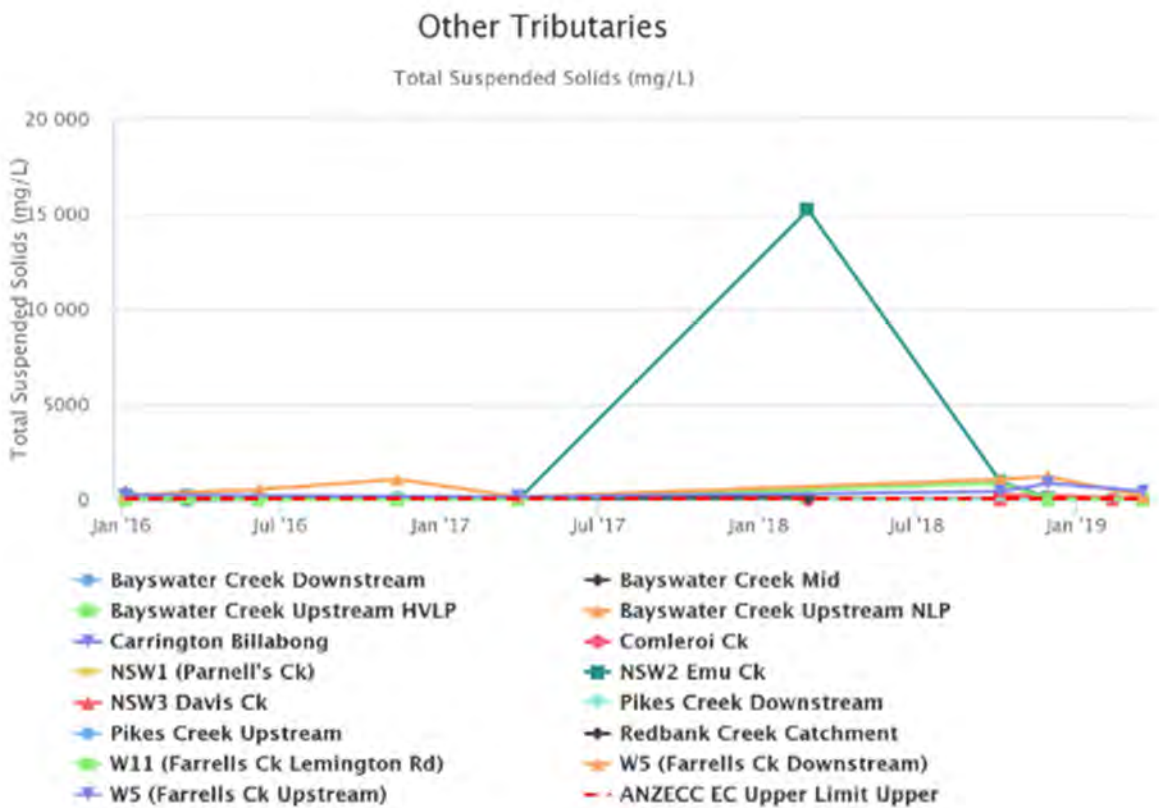 Other Tributaries
Total Suspended Solids (mg/L)
Total Suspended Solids (mg/L)
20 000
15 000
10 000
5000
0
Jan '16 Jul '16 Jan '17 Jul '17 Jan '18 Jul '18 Jan '19
Bayswater Creek Downstream Bayswater Creek Mid
Bayswater Creek Upstream HVLP Bayswater Creek Upstream NLP
Carrington Billabong Comleroi Ck
NSW1 (Parnell's Ck) NSW2 Emu Ck
NSW3 Davis Ck Pikes Creek Downstream
Pikes Creek Upstream Redbank Creek Catchment
W11 (Farrells Ck Lemington Rd) W5 (Farrells Ck Downstream)
W5 (Farrells Ck Upstream) ANZECC EC Upper Limit Upper